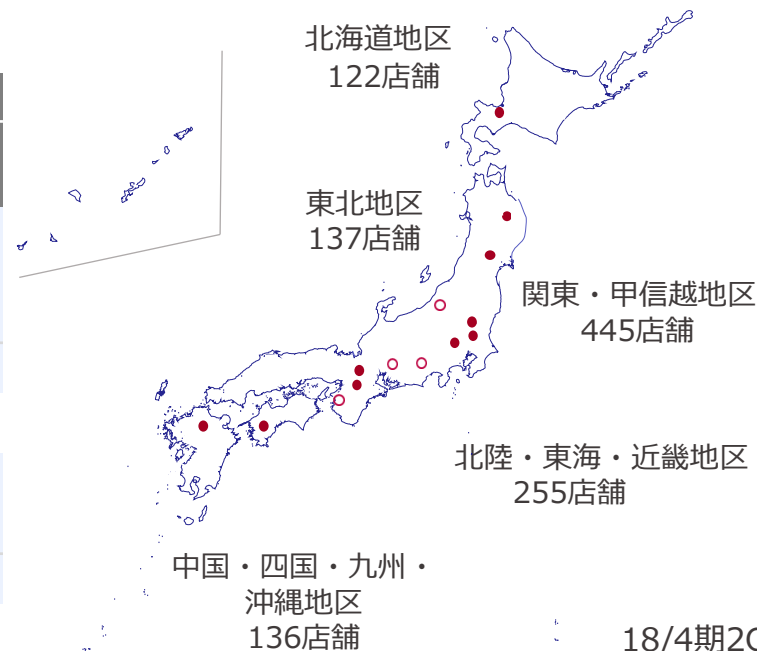 北海道地区
122店舗
東北地区
137店舗
関東・甲信越地区
445店舗
北陸・東海・近畿地区
255店舗
中国・四国・九州・
沖縄地区
136店舗
18/4期2Q